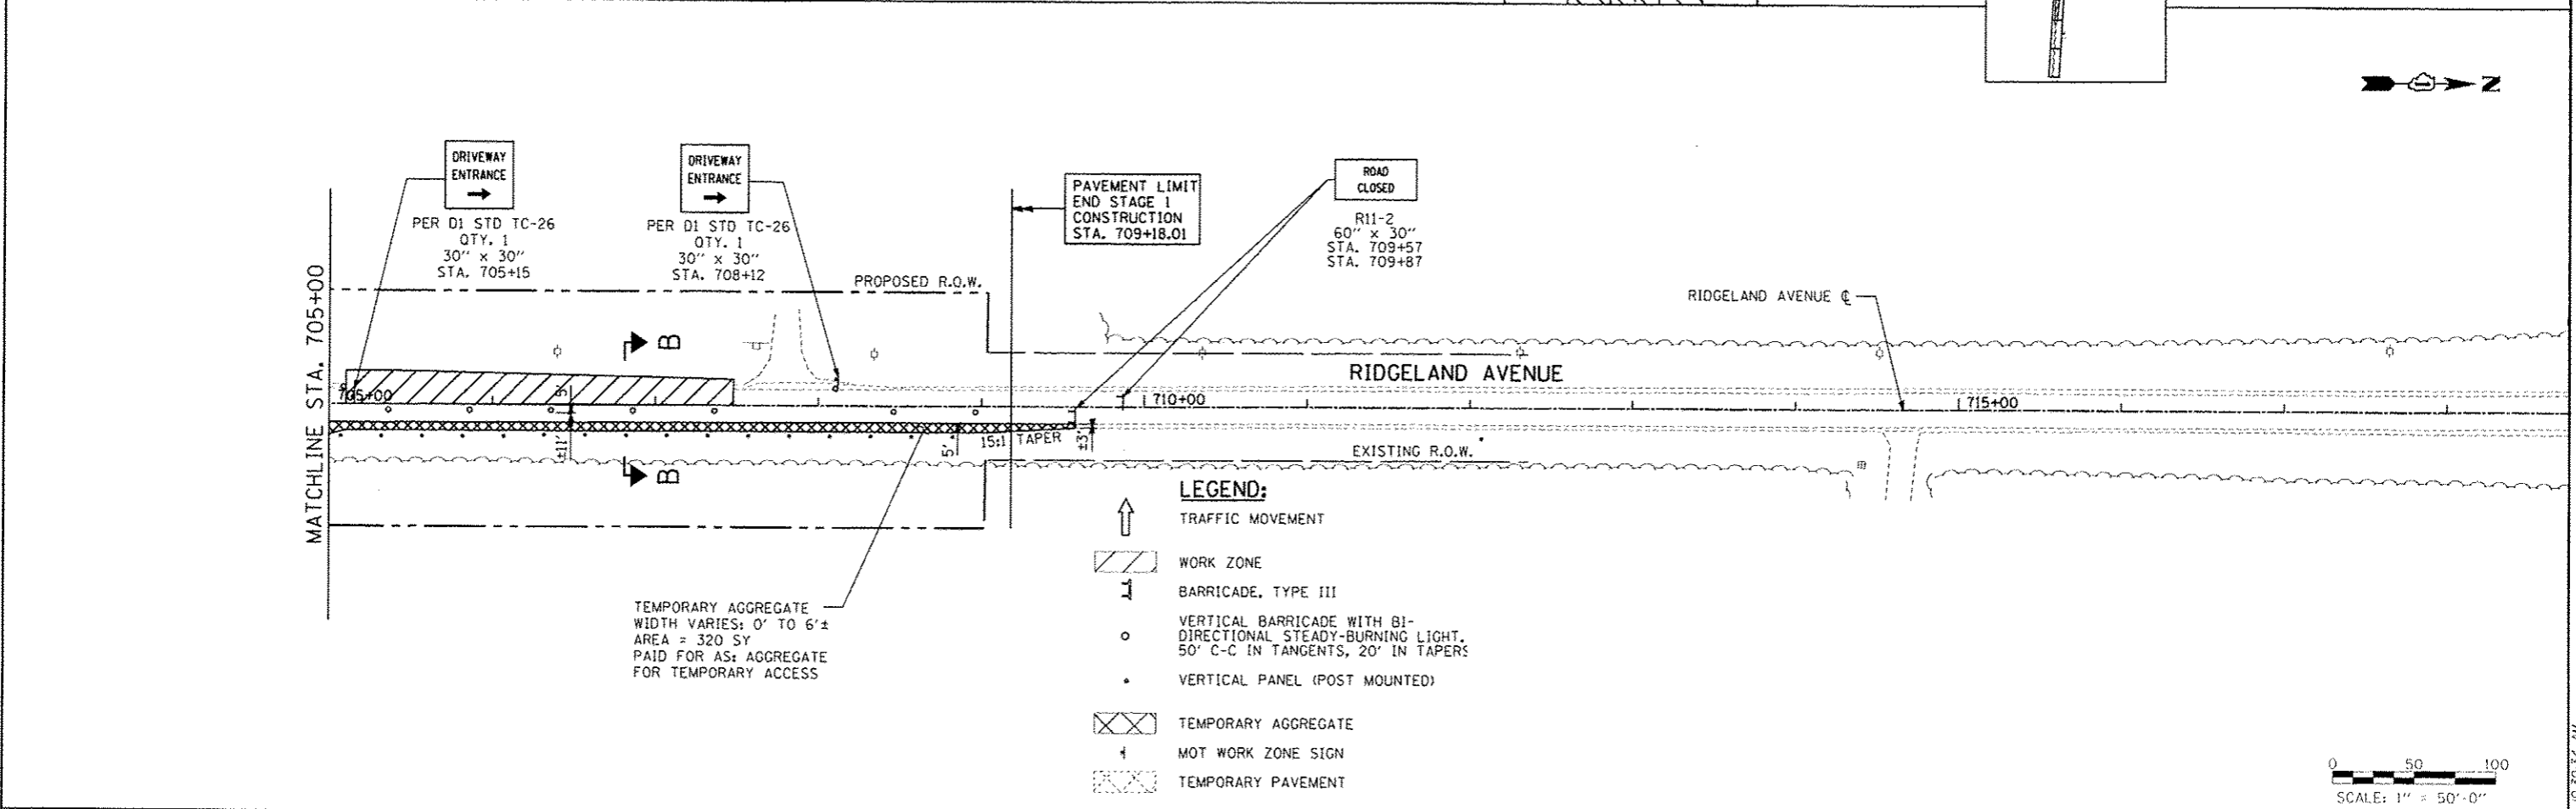 N
DRIVEWAY
ENTRANCE
PER D1 STD TC-26
QTY. 1
30" x 30"
STA. 705+15
DRIVEWAY
ENTRANCE
PER D1 STD TC-26
QTY. 1
30" x 30"
STA. 708+12
PAVEMENT LIMIT
END STAGE 1
CONSTRUCTION
STA. 709+18.01
ROAD
CLOSED
R11-2
60" x 30"
STA. 709+57
STA. 709+87
PROPOSED R.O.W.
RIDGELAND AVENUE ℄
MATCHLINE STA. 705+00
B
RIDGELAND AVENUE
705+00
5'
710+00
715+00
±11'
5'
15:1 TAPER
±3'
B
EXISTING R.O.W.
TEMPORARY AGGREGATE
WIDTH VARIES: 0' TO 6'±
AREA = 320 SY
PAID FOR AS: AGGREGATE
FOR TEMPORARY ACCESS
LEGEND:
TRAFFIC MOVEMENT
WORK ZONE
BARRICADE, TYPE III
VERTICAL BARRICADE WITH BI-
DIRECTIONAL STEADY-BURNING LIGHT.
50' C-C IN TANGENTS, 20' IN TAPERS
VERTICAL PANEL (POST MOUNTED)
TEMPORARY AGGREGATE
MOT WORK ZONE SIGN
TEMPORARY PAVEMENT
0 50 100
SCALE: 1" = 50'-0"